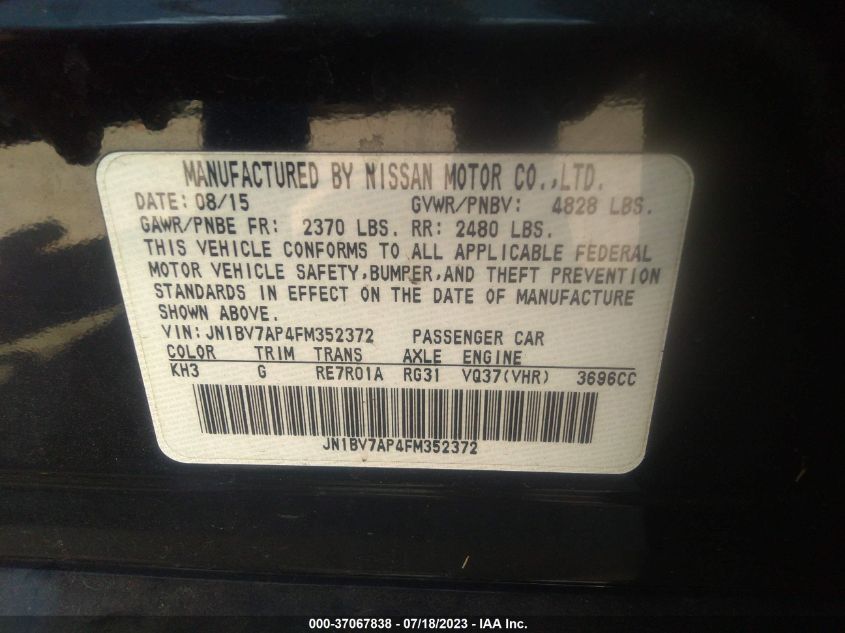 MANUFACTURED BY NISSAN MOTOR CO.,LTD.
DATE: 08/15 GVWR/PNBV: 4828 LBS.
GAWR/PNBE FR: 2370 LBS. RR: 2480 LBS.
THIS VEHICLE CONFORMS TO ALL APPLICABLE FEDERAL
MOTOR VEHICLE SAFETY,BUMPER,AND THEFT PREVENTION
STANDARDS IN EFFECT ON THE DATE OF MANUFACTURE
SHOWN ABOVE.
VIN: JN1BV7AP4FM352372 PASSENGER CAR
COLOR TRIM TRANS AXLE ENGINE
KH3 G RE7R01A RG31 VQ37(VHR) 3696CC
JN1BV7AP4FM352372
000-37067838 - 07/18/2023 - IAA Inc.